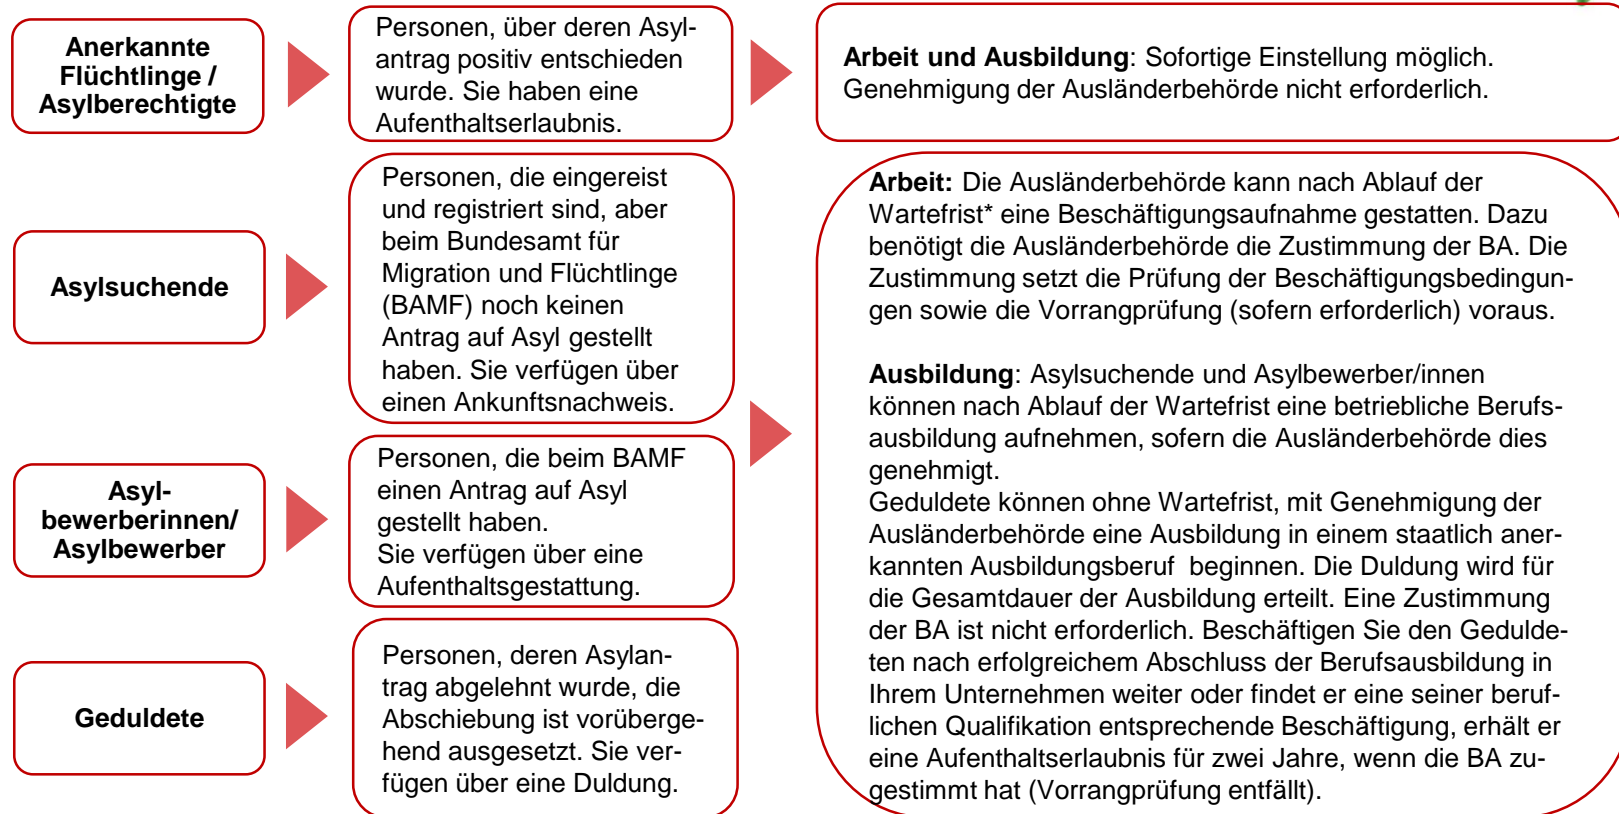 Anerkannte
Flüchtlinge /
Asylberechtigte
Personen, über deren Asyl-
antrag positiv entschieden
wurde. Sie haben eine
Aufenthaltserlaubnis.
Arbeit und Ausbildung: Sofortige Einstellung möglich.
Genehmigung der Ausländerbehörde nicht erforderlich.
Asylsuchende
Personen, die eingereist
und registriert sind, aber
beim Bundesamt für
Migration und Flüchtlinge
(BAMF) noch keinen
Antrag auf Asyl gestellt
haben. Sie verfügen über
einen Ankunftsnachweis.
Asyl-
bewerberinnen/
Asylbewerber
Personen, die beim BAMF
einen Antrag auf Asyl
gestellt haben.
Sie verfügen über eine
Aufenthaltsgestattung.
Geduldete
Personen, deren Asylan-
trag abgelehnt wurde, die
Abschiebung ist vorüberge-
hend ausgesetzt. Sie ver-
fügen über eine Duldung.
Arbeit: Die Ausländerbehörde kann nach Ablauf der
Wartefrist* eine Beschäftigungsaufnahme gestatten. Dazu
benötigt die Ausländerbehörde die Zustimmung der BA. Die
Zustimmung setzt die Prüfung der Beschäftigungsbedingun-
gen sowie die Vorrangprüfung (sofern erforderlich) voraus.
Ausbildung: Asylsuchende und Asylbewerber/innen
können nach Ablauf der Wartefrist eine betriebliche Berufs-
ausbildung aufnehmen, sofern die Ausländerbehörde dies
genehmigt.
Geduldete können ohne Wartefrist, mit Genehmigung der
Ausländerbehörde eine Ausbildung in einem staatlich aner-
kannten Ausbildungsberuf beginnen. Die Duldung wird für
die Gesamtdauer der Ausbildung erteilt. Eine Zustimmung
der BA ist nicht erforderlich. Beschäftigen Sie den Gedulde-
ten nach erfolgreichem Abschluss der Berufsausbildung in
Ihrem Unternehmen weiter oder findet er eine seiner beruf-
lichen Qualifikation entsprechende Beschäftigung, erhält er
eine Aufenthaltserlaubnis für zwei Jahre, wenn die BA zu-
gestimmt hat (Vorrangprüfung entfällt).